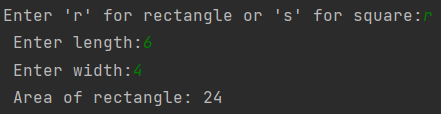 Enter 'r' for rectangle or 's' for square:r
Enter length:6
Enter width:4
Area of rectangle: 24